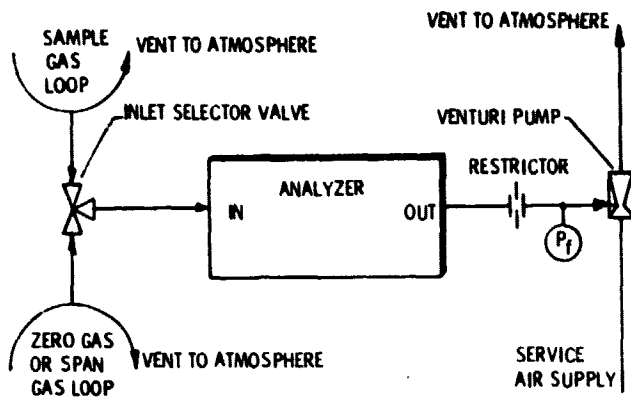 SAMPLE
GAS
LOOP
VENT TO ATMOSPHERE
INLET SELECTOR VALVE
VENT TO ATMOSPHERE
VENTURI PUMP
RESTRICTOR
ANALYZER
IN
OUT
Pf
ZERO GAS
OR SPAN
GAS LOOP
VENT TO ATMOSPHERE
SERVICE
AIR SUPPLY